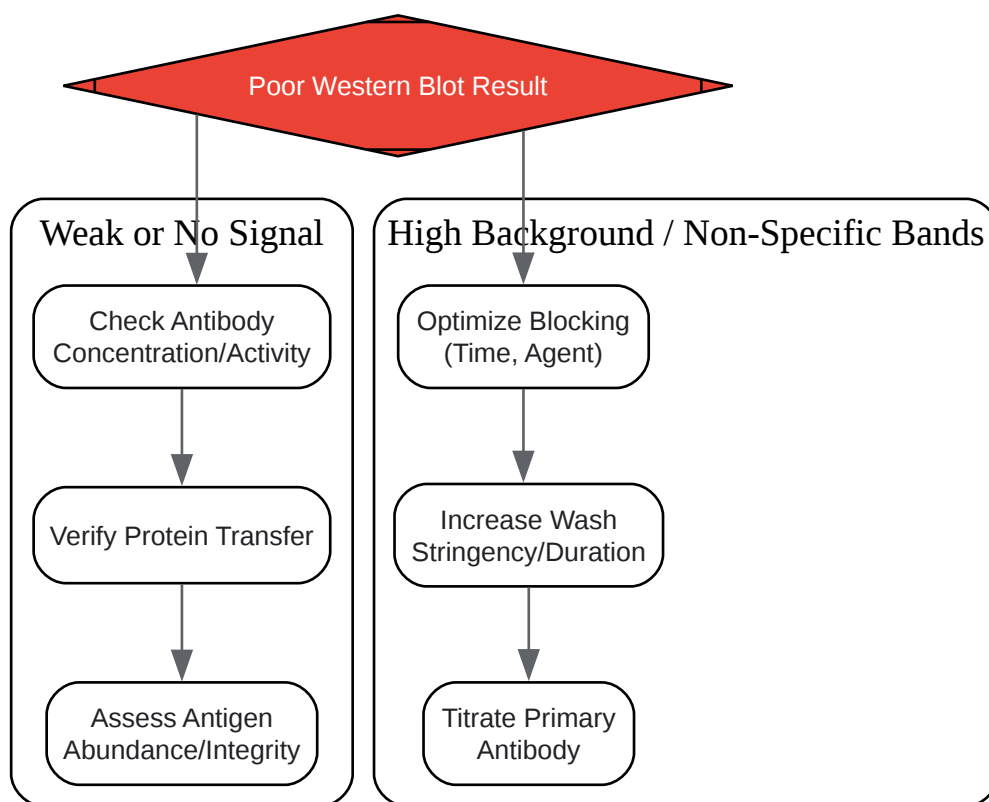 Poor Western Blot Result
Weak or No Signal
Check Antibody
Concentration/Activity
Verify Protein Transfer
Assess Antigen
Abundance/Integrity
High Background / Non-Specific Bands
Optimize Blocking
(Time, Agent)
Increase Wash
Stringency/Duration
Titrate Primary
Antibody